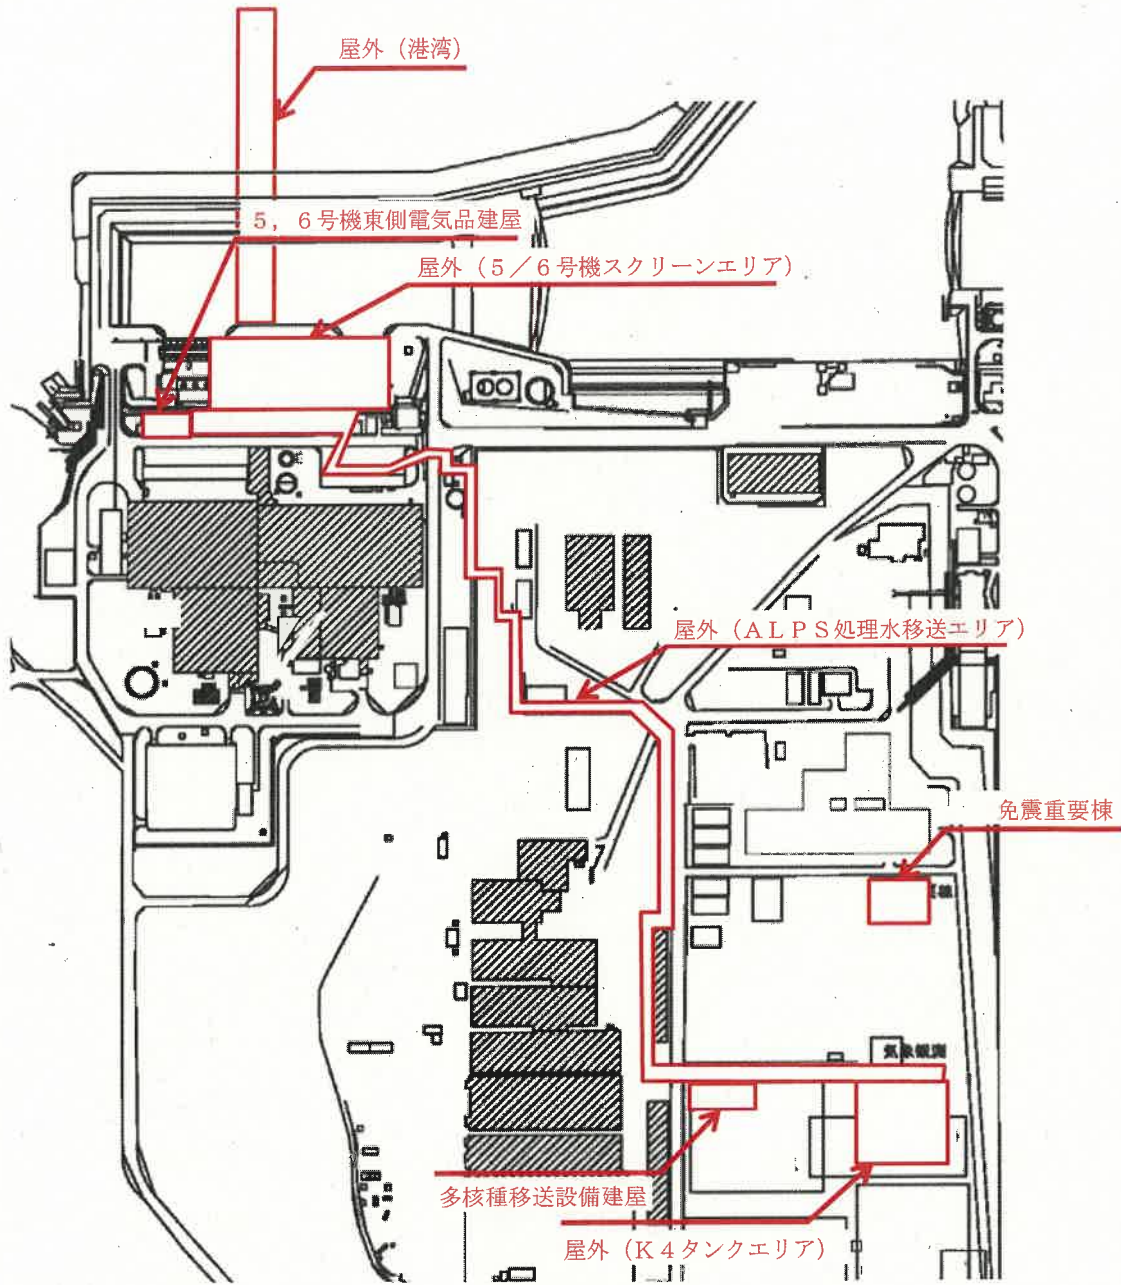 屋外（港湾）
5，6号機東側電気品建屋
屋外（5／6号機スクリーンエリア）
屋外（ALPS処理水移送エリア）
免震重要棟
気象観測
多核種移送設備建屋
屋外（K4タンクエリア）